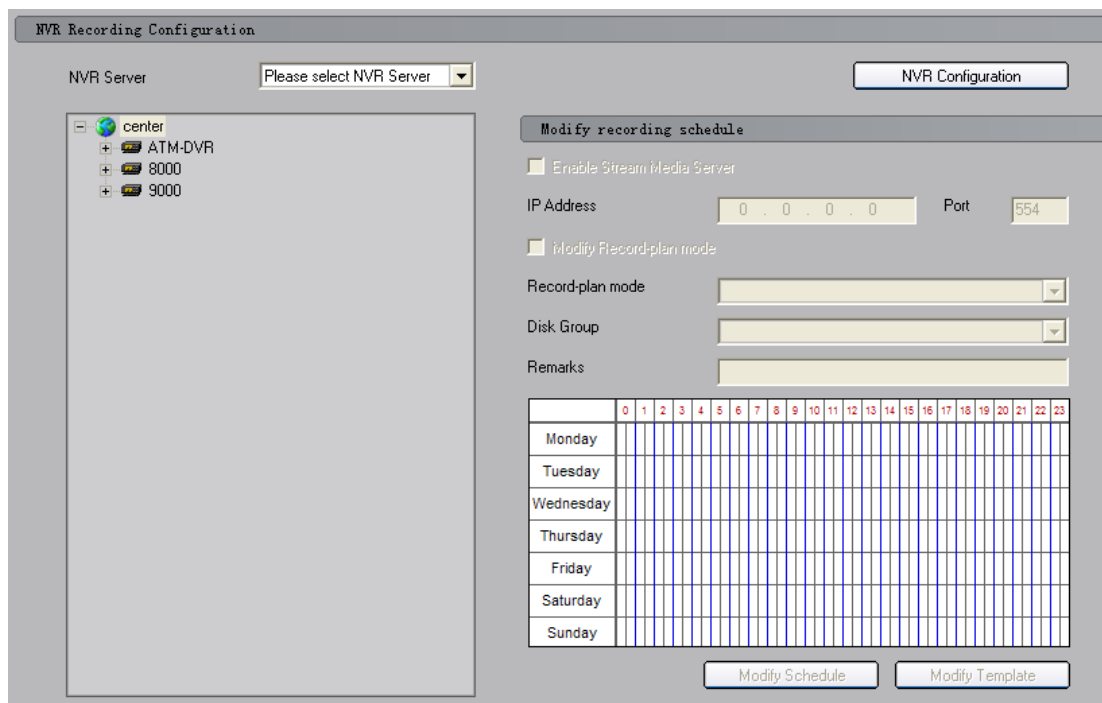 NVR Recording Configuration
NVR Server
Please select NVR Server
NVR Configuration
center
ATM-DVR
8000
9000
Modify recording schedule
Enable Stream Media Server
IP Address
0 . 0 . 0 . 0
Port
554
Modify Record-plan mode
Record-plan mode
Disk Group
Remarks
0 1 2 3 4 5 6 7 8 9 10 11 12 13 14 15 16 17 18 19 20 21 22 23
Monday
Tuesday
Wednesday
Thursday
Friday
Saturday
Sunday
Modify Schedule
Modify Template